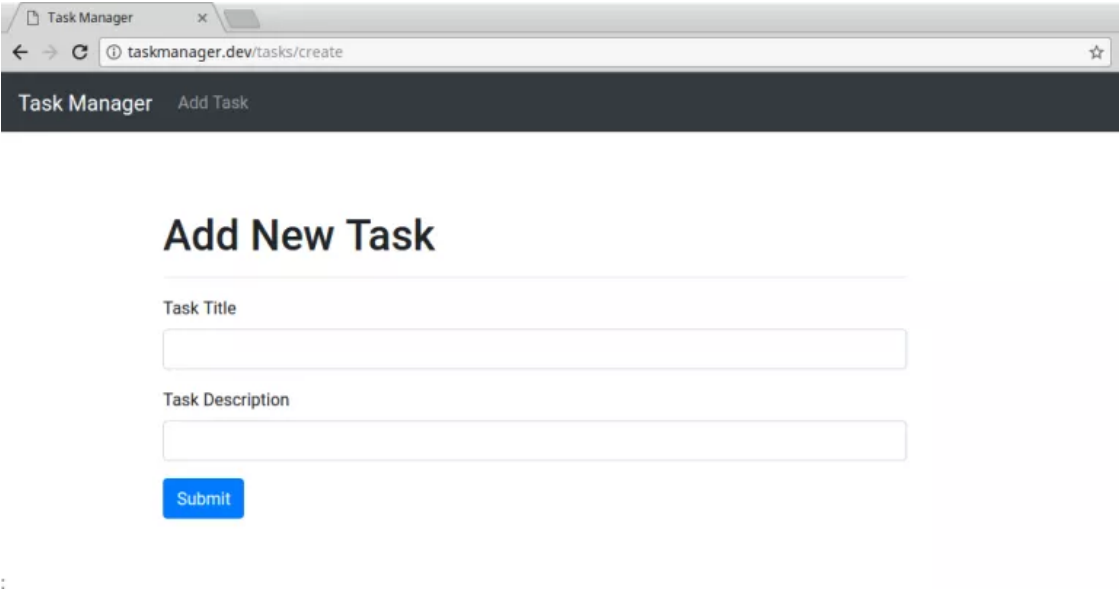 Task Manager
taskmanager.dev/tasks/create
Task Manager Add Task
Add New Task
Task Title
Task Description
Submit
: